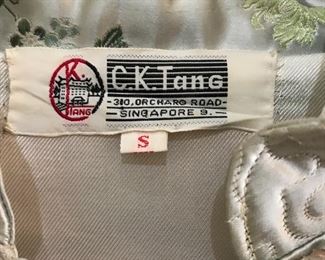 K.
TANG
C.K.Tang
310, ORCHARD ROAD
SINGAPORE 9.
S